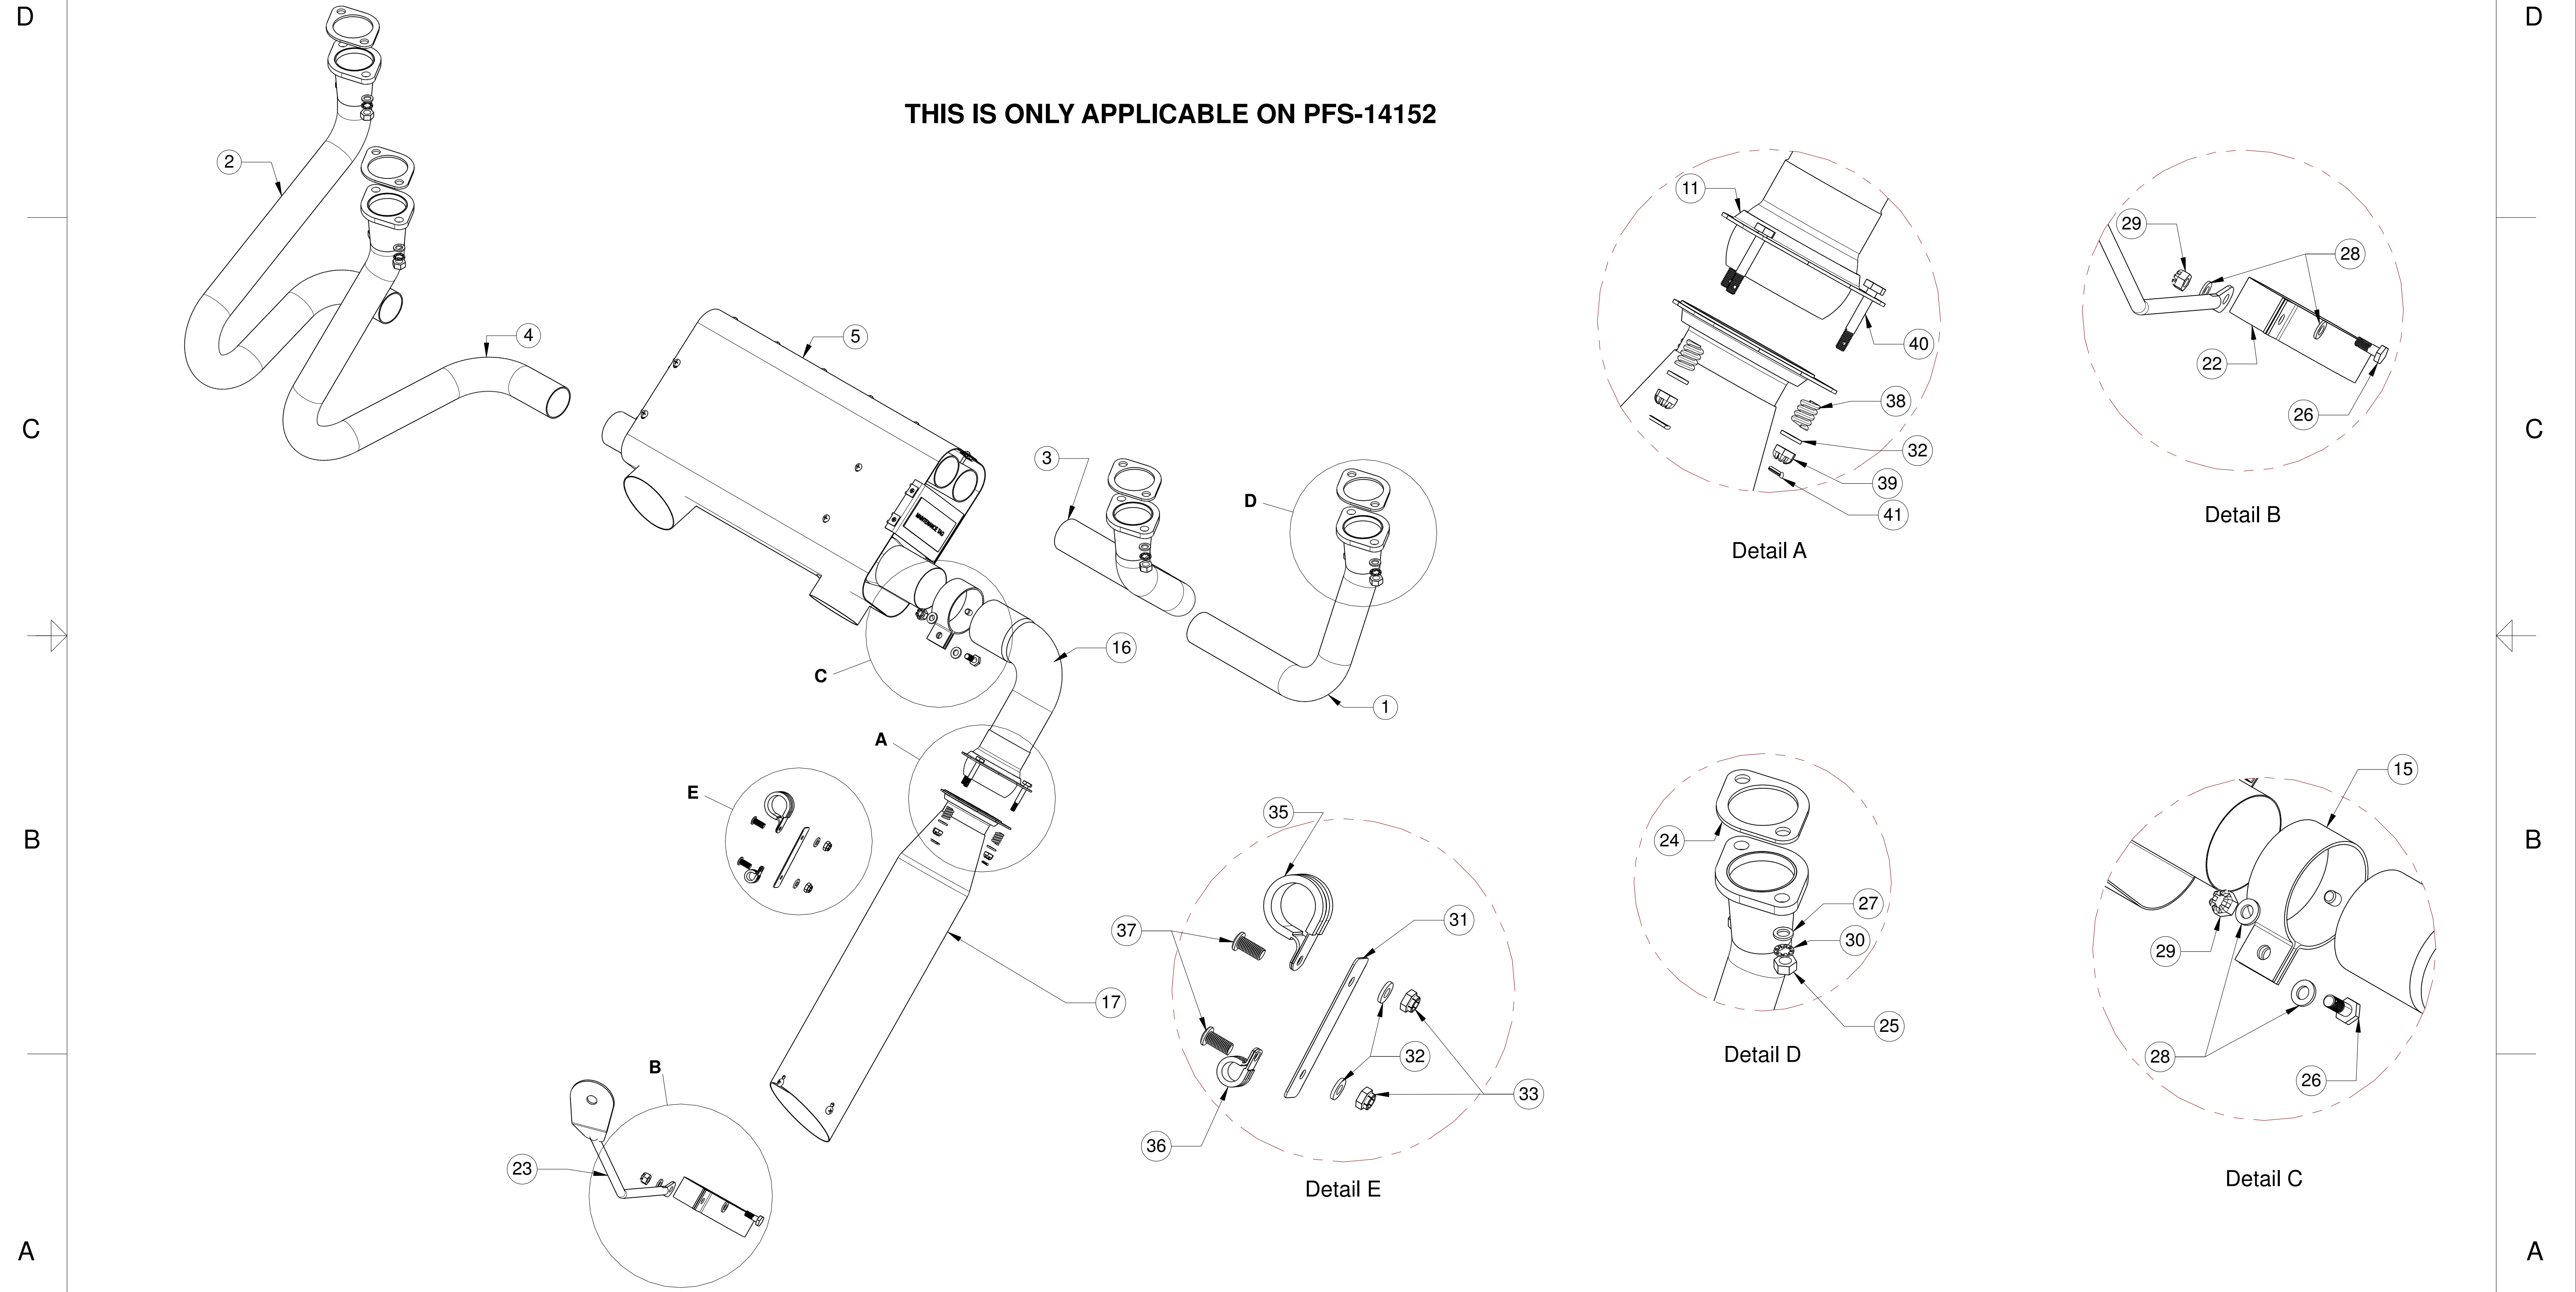 D
D
THIS IS ONLY APPLICABLE ON PFS-14152
2
4
5
3
D
C
16
1
A
E
17
B
23
11
40
38
32
39
41
Detail A
29
28
22
26
Detail B
C
C
35
37
31
32
33
36
Detail E
24
27
30
25
Detail D
15
29
28
26
Detail C
B
B
MAINTENANCE TAG
A
A